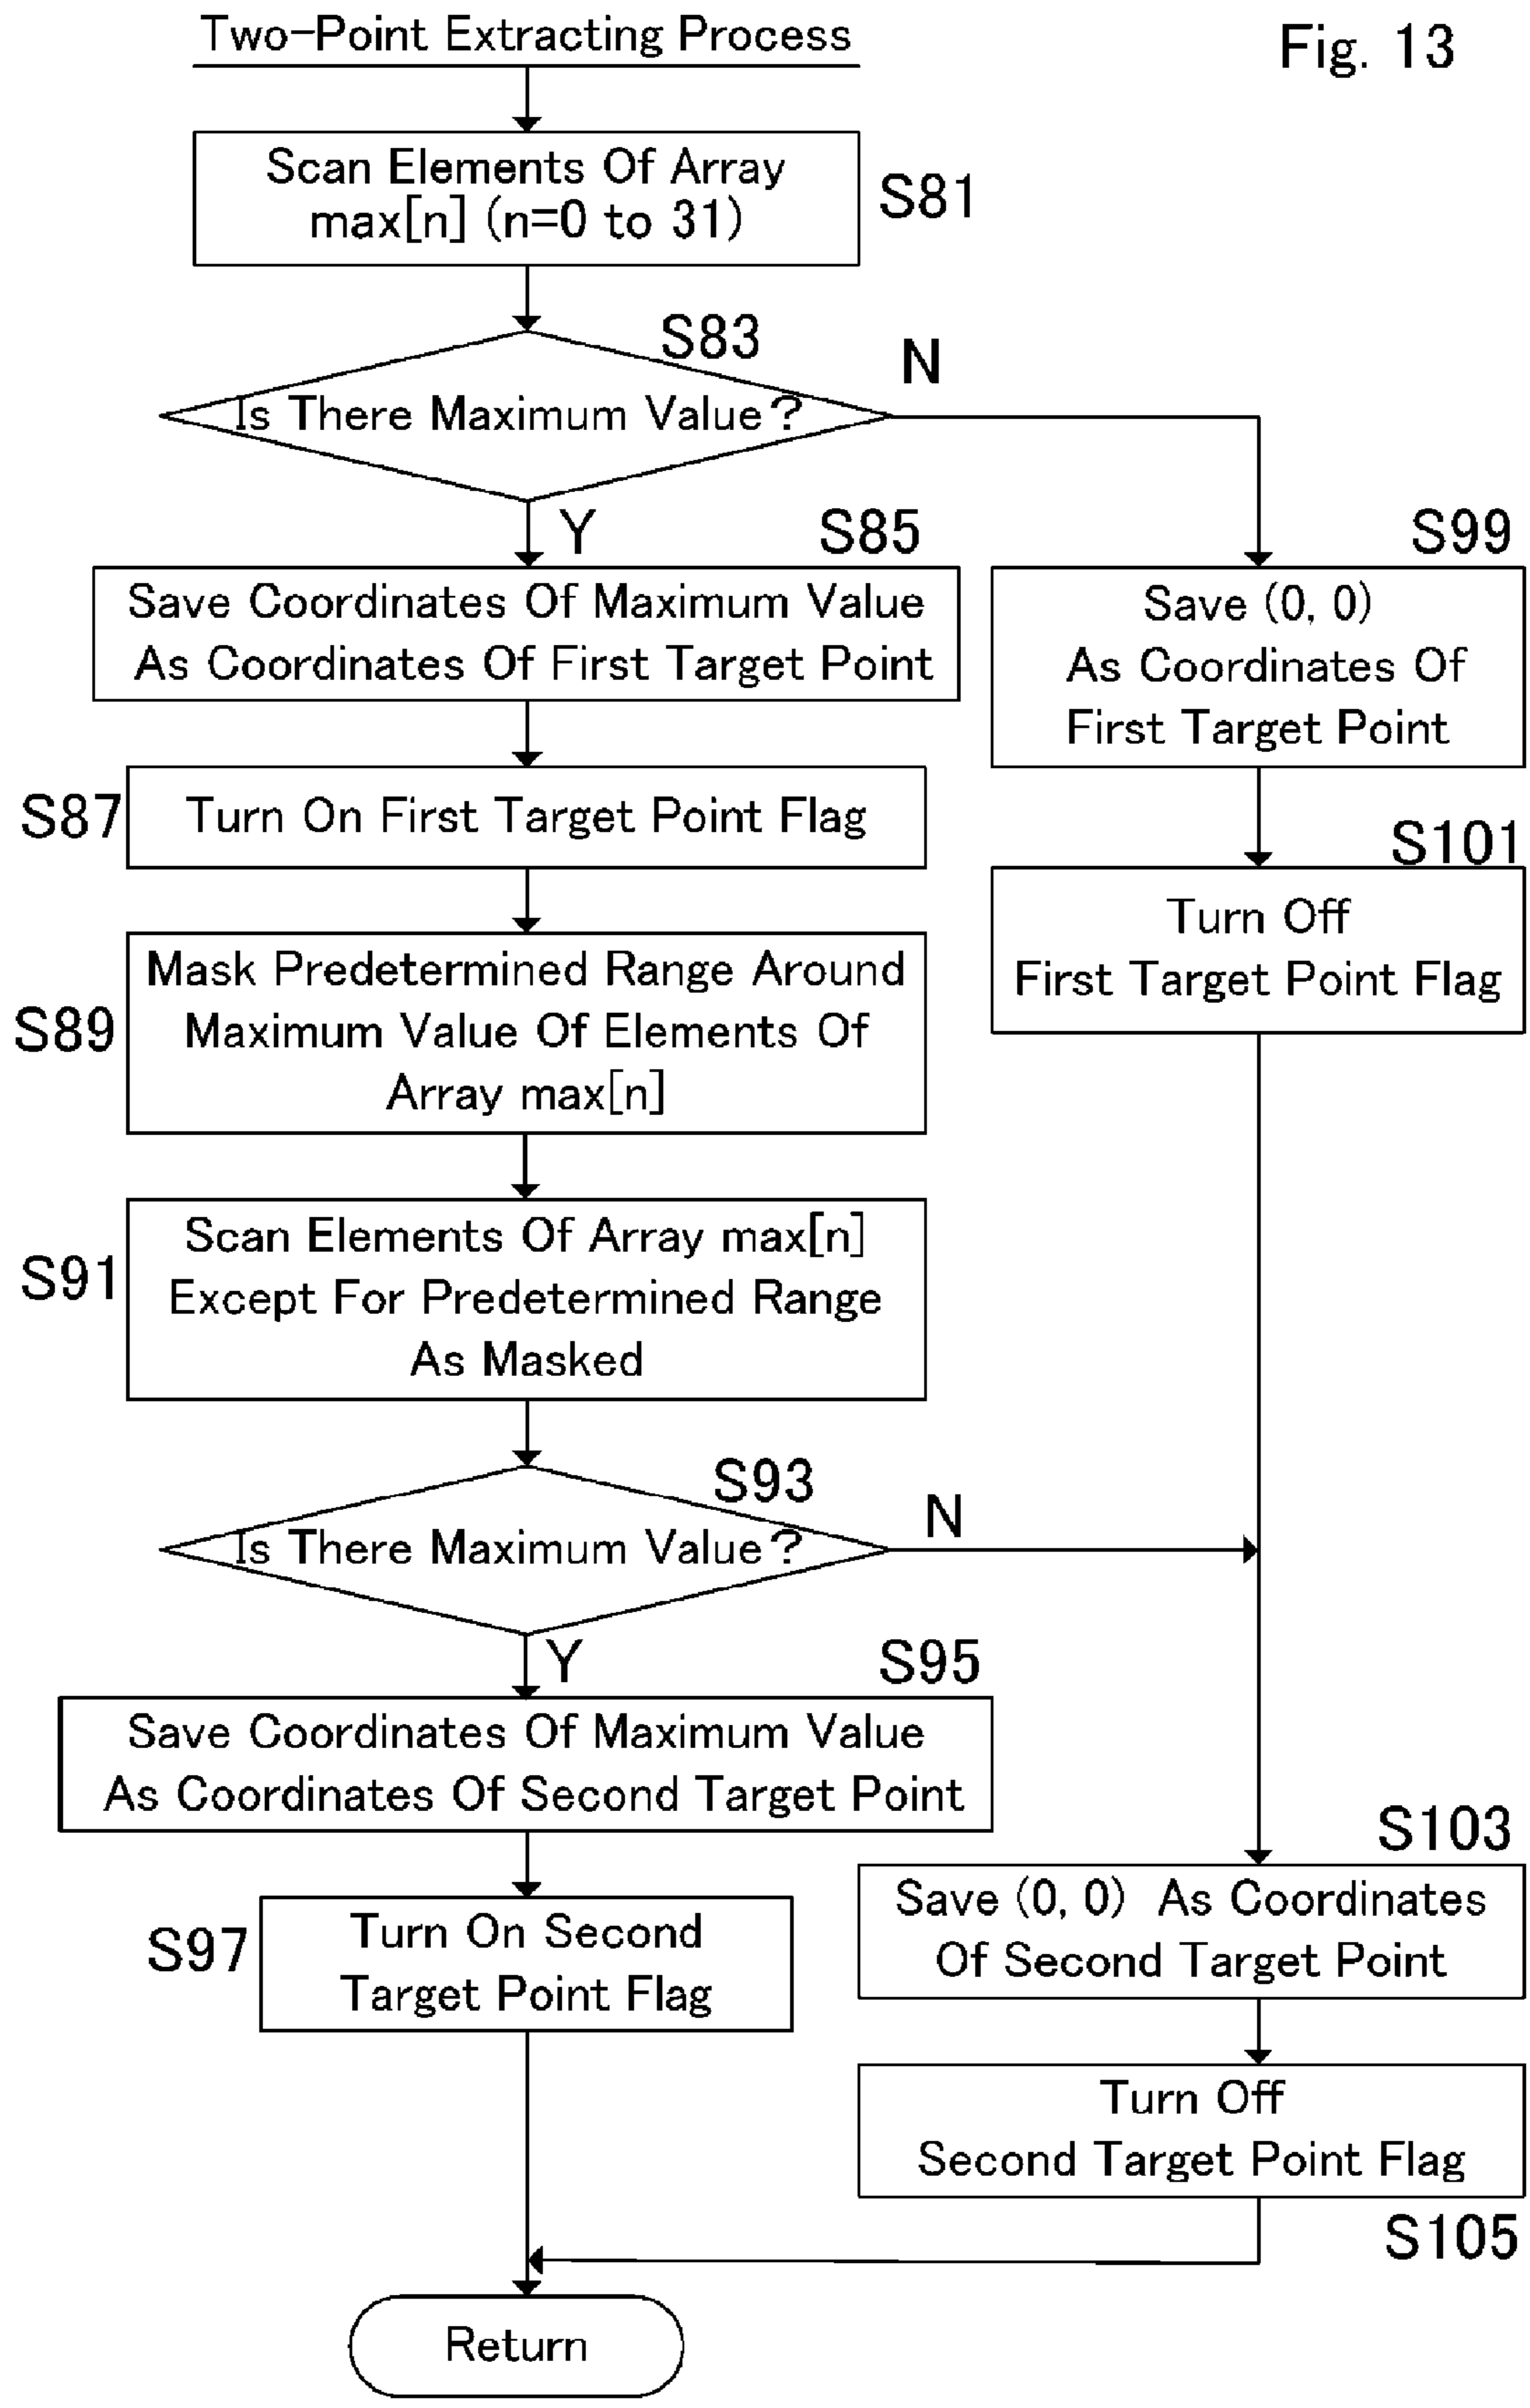 Two-Point Extracting Process
Fig. 13
Scan Elements Of Array
max[n] (n=0 to 31)
S81
S83
Is There Maximum Value?
N
Y
S85
Save Coordinates Of Maximum Value
As Coordinates Of First Target Point
S99
Save (0, 0)
As Coordinates Of
First Target Point
S87
Turn On First Target Point Flag
S101
Turn Off
First Target Point Flag
S89
Mask Predetermined Range Around
Maximum Value Of Elements Of
Array max[n]
S91
Scan Elements Of Array max[n]
Except For Predetermined Range
As Masked
S93
Is There Maximum Value?
N
Y
S95
Save Coordinates Of Maximum Value
As Coordinates Of Second Target Point
S103
Save (0, 0) As Coordinates
Of Second Target Point
S97
Turn On Second
Target Point Flag
Turn Off
Second Target Point Flag
S105
Return